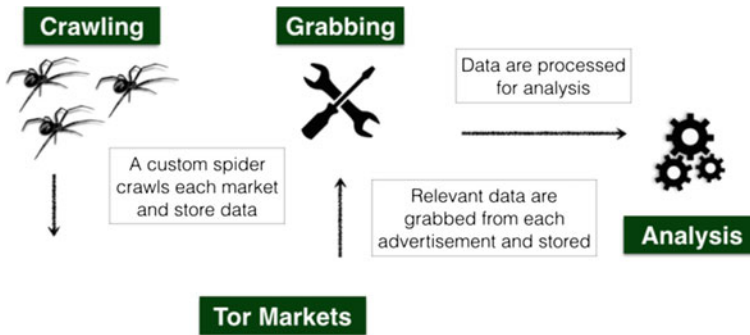 Crawling
Grabbing
Data are processed
for analysis
A custom spider
crawls each market
and store data
Relevant data are
grabbed from each
advertisement and stored
Analysis
Tor Markets